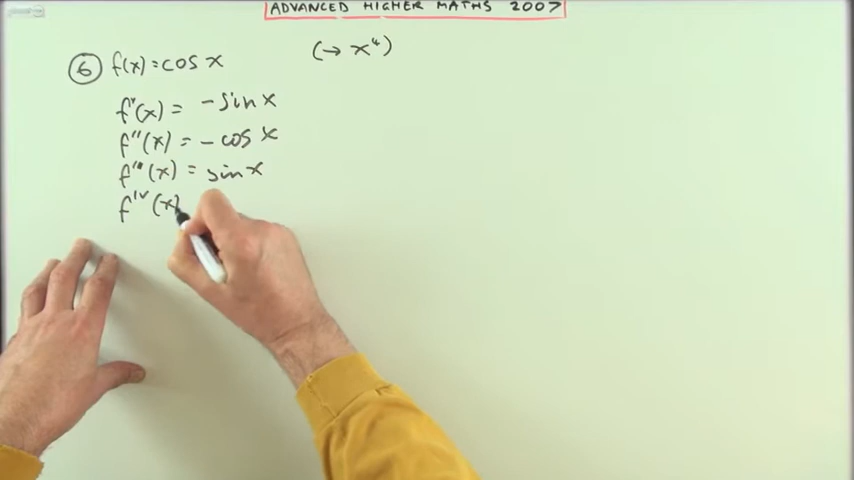 ADVANCED HIGHER MATHS 2007
⑥ f(x)=cos x (→ x⁴)
f'(x) = -sin x
f''(x) = -cos x
f'''(x) = sin x
f^IV(x)